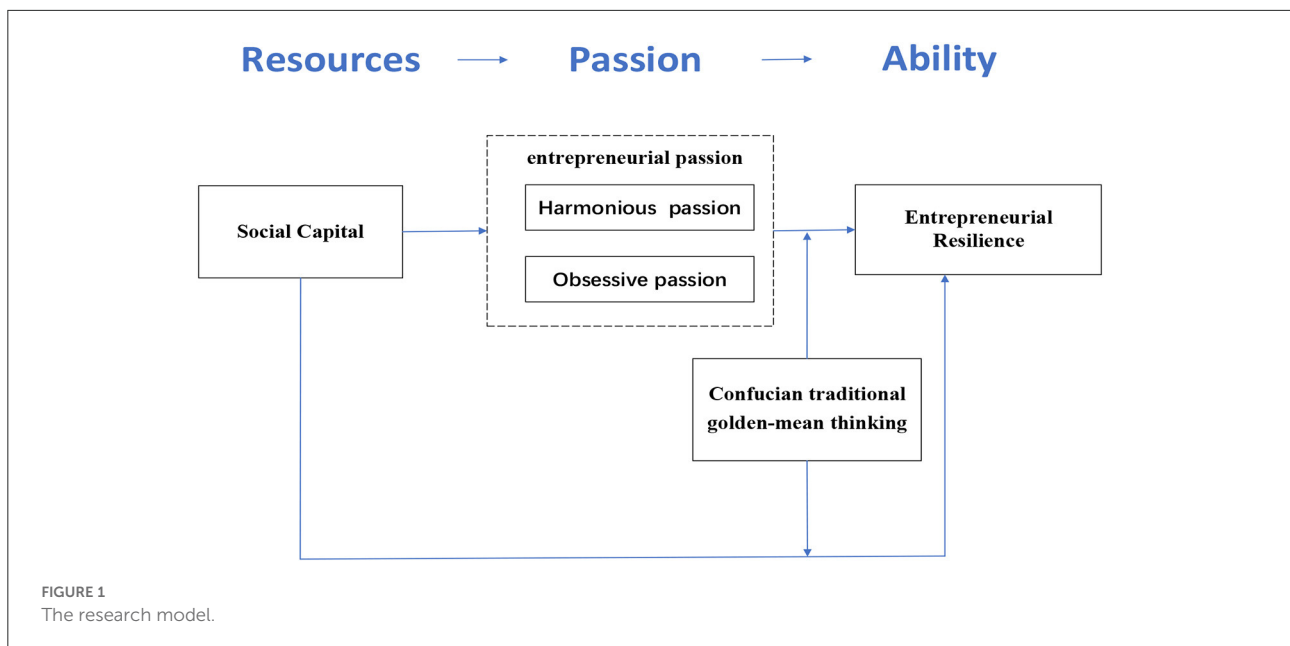 Resources Passion Ability
entrepreneurial passion
Harmonious passion
Social Capital
Obsessive passion
Entrepreneurial
Resilience
Confucian traditional
golden-mean thinking
FIGURE 1
The research model.